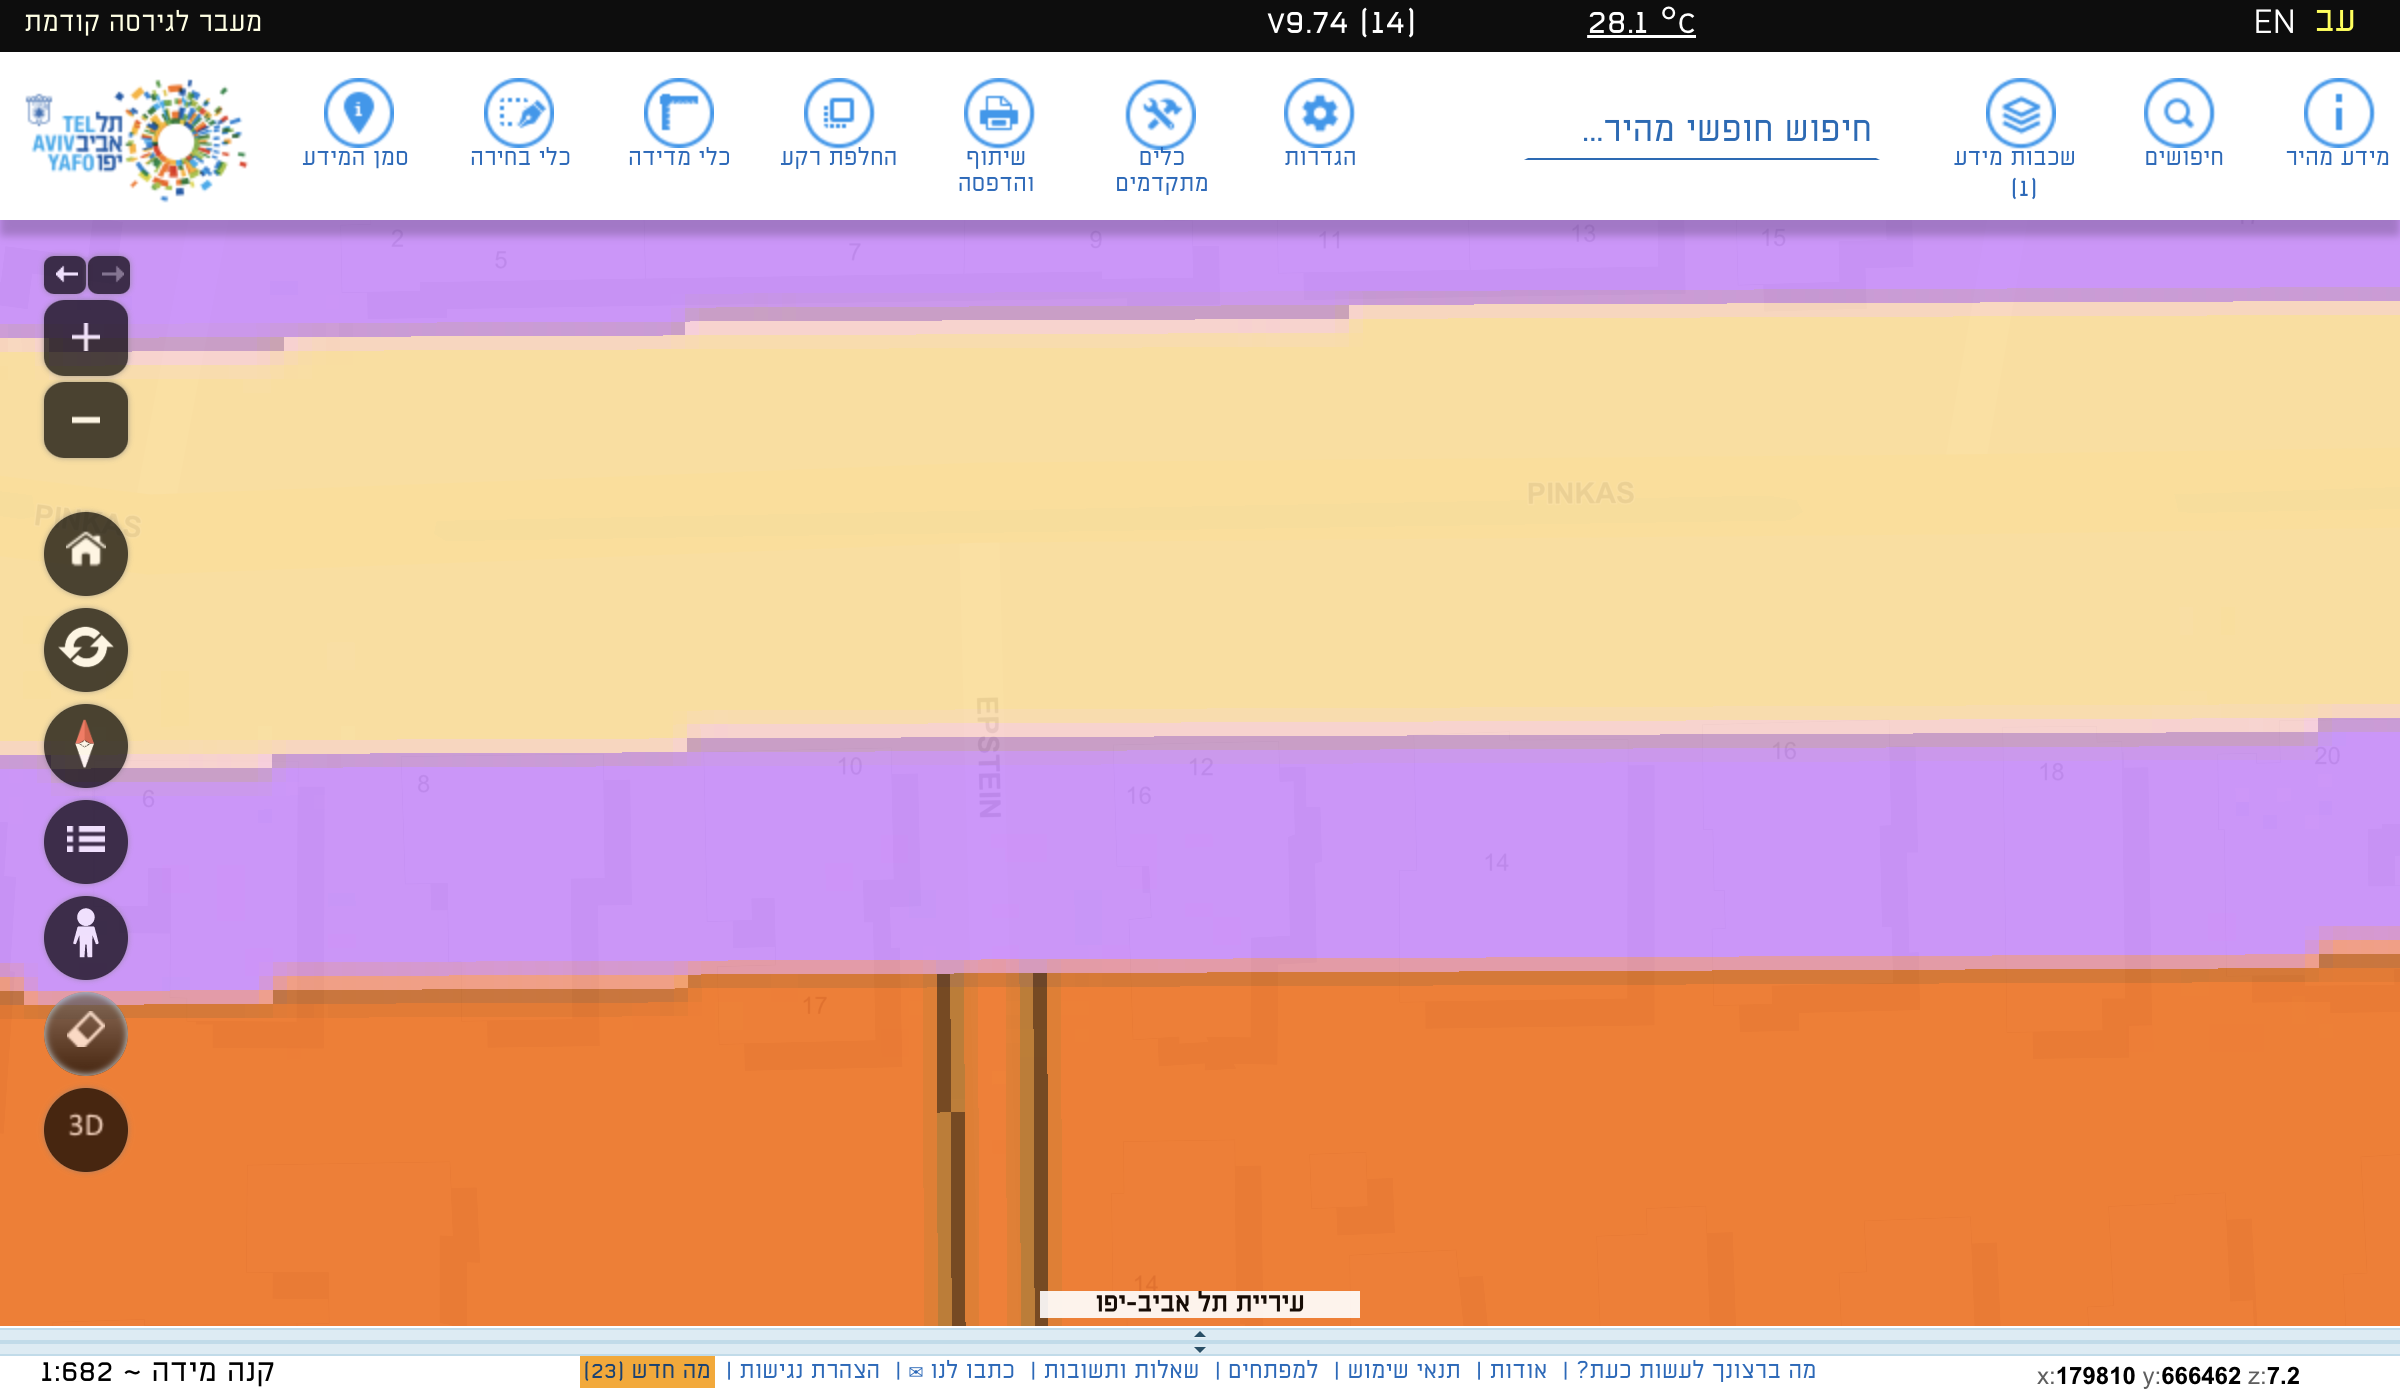 עב EN
28.1 °C
V9.74 (14)
מעבר לגירסה קודמת
מידע מהיר
חיפושים
שכבות מידע
(1)
חיפוש חופשי מהיר...
הגדרות
כלים
מתקדמים
שיתוף
והדפסה
החלפת רקע
כלי מדידה
כלי בחירה
סמן המידע
תל
אביב
יפו
TEL
AVIV
YAFO
2
5
7
9
11
13
15
PINKAS
PINKAS
EPSTEIN
6
8
10
12
16
14
16
18
20
17
14
3D
עיריית תל אביב-יפו
מה ברצונך לעשות כעת? | אודות | תנאי שימוש | למפתחים | שאלות ותשובות | כתבו לנו ✉ | הצהרת נגישות | מה חדש (23)
קנה מידה ~ 1:682
x:179810 y:666462 z:7.2